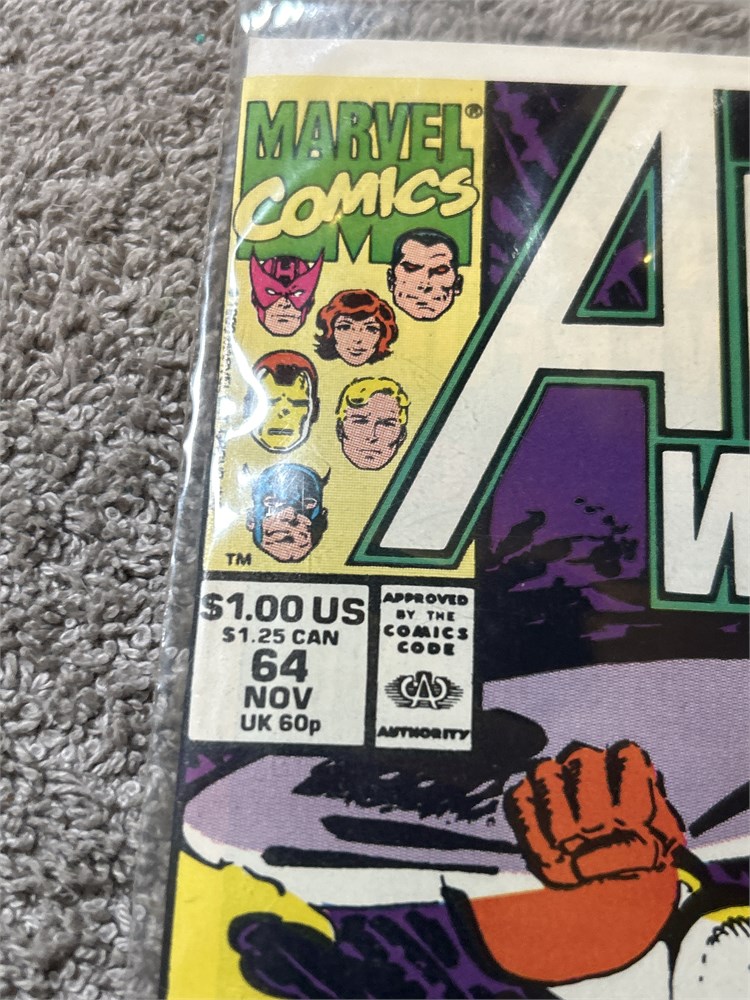 MARVEL®
COMICS
M
H
A
TM
$1.00 US
$1.25 CAN
64
NOV
UK 60p
APPROVED
BY THE
COMICS
CODE
CA
AUTHORITY
A
W